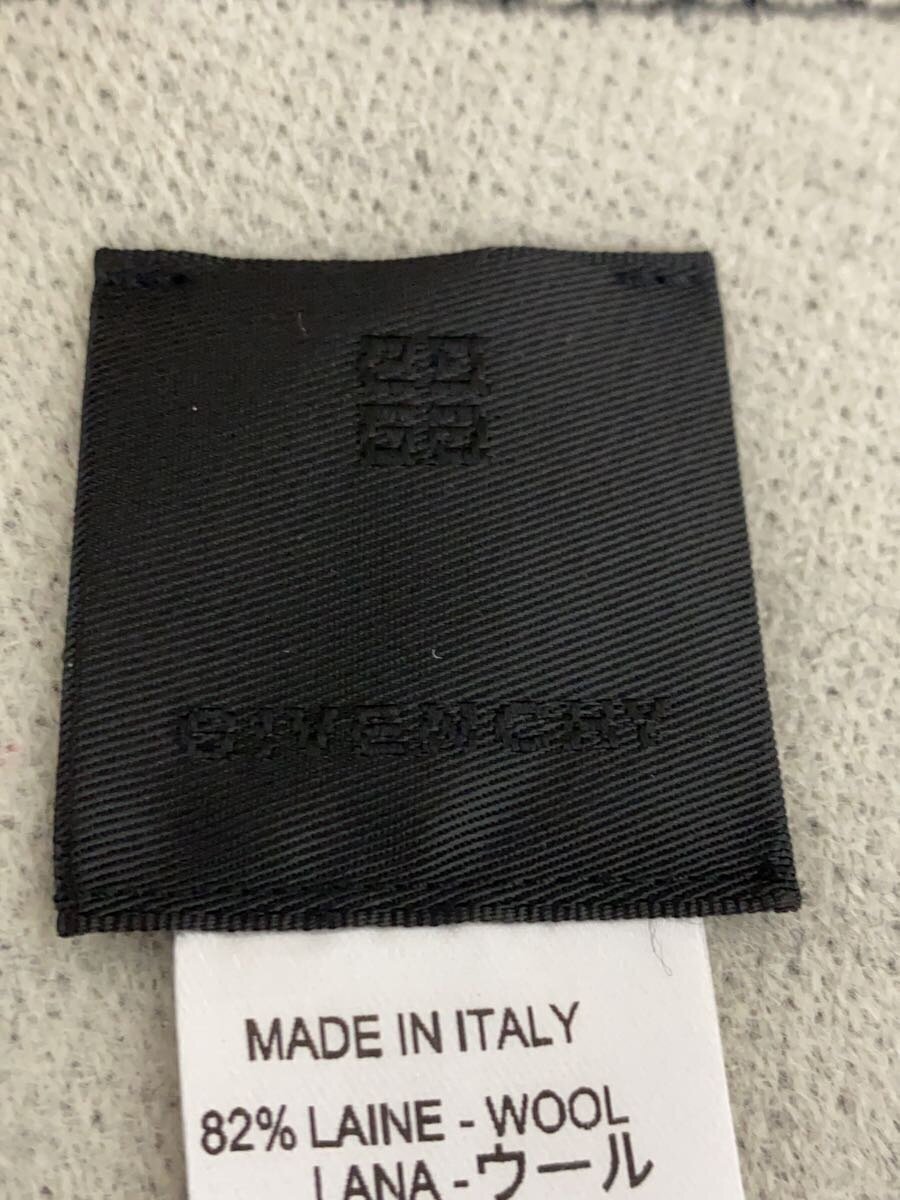 GIVENCHY
MADE IN ITALY
82% LAINE - WOOL
LANA - ウール